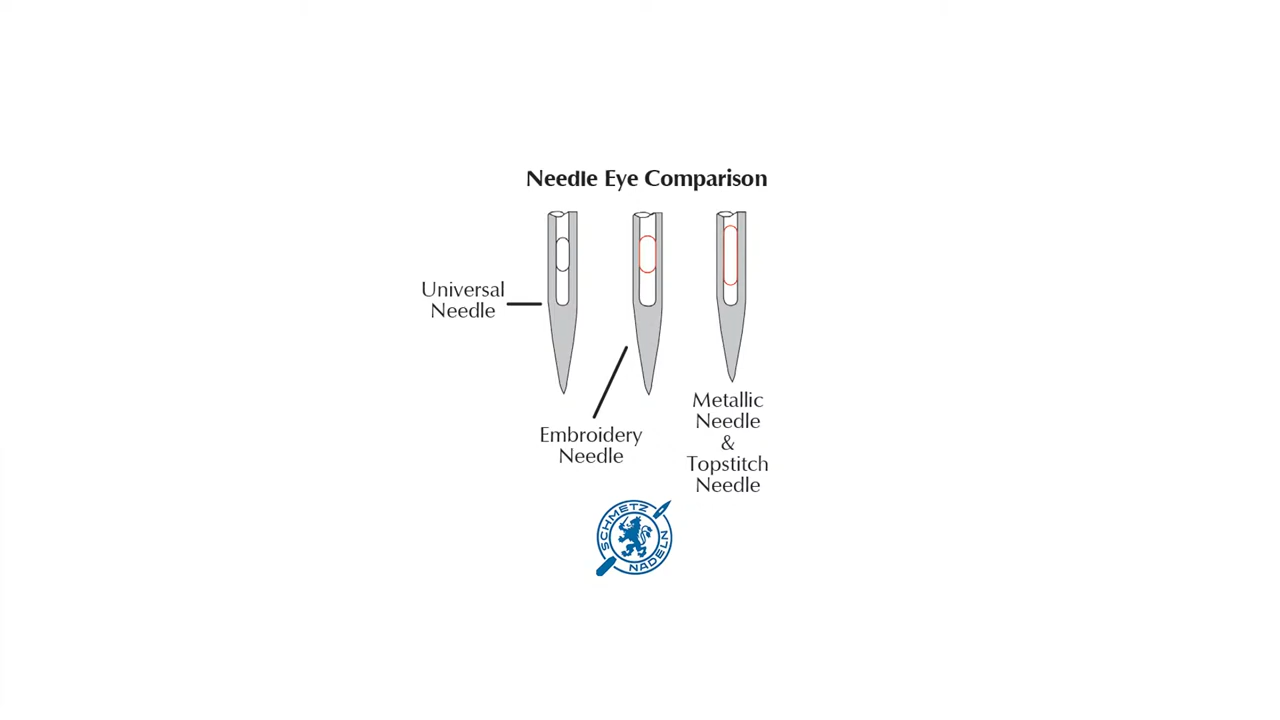 Needle Eye Comparison
Universal
Needle
Embroidery
Needle
Metallic
Needle
&
Topstitch
Needle
SCHMETZ
NADELN